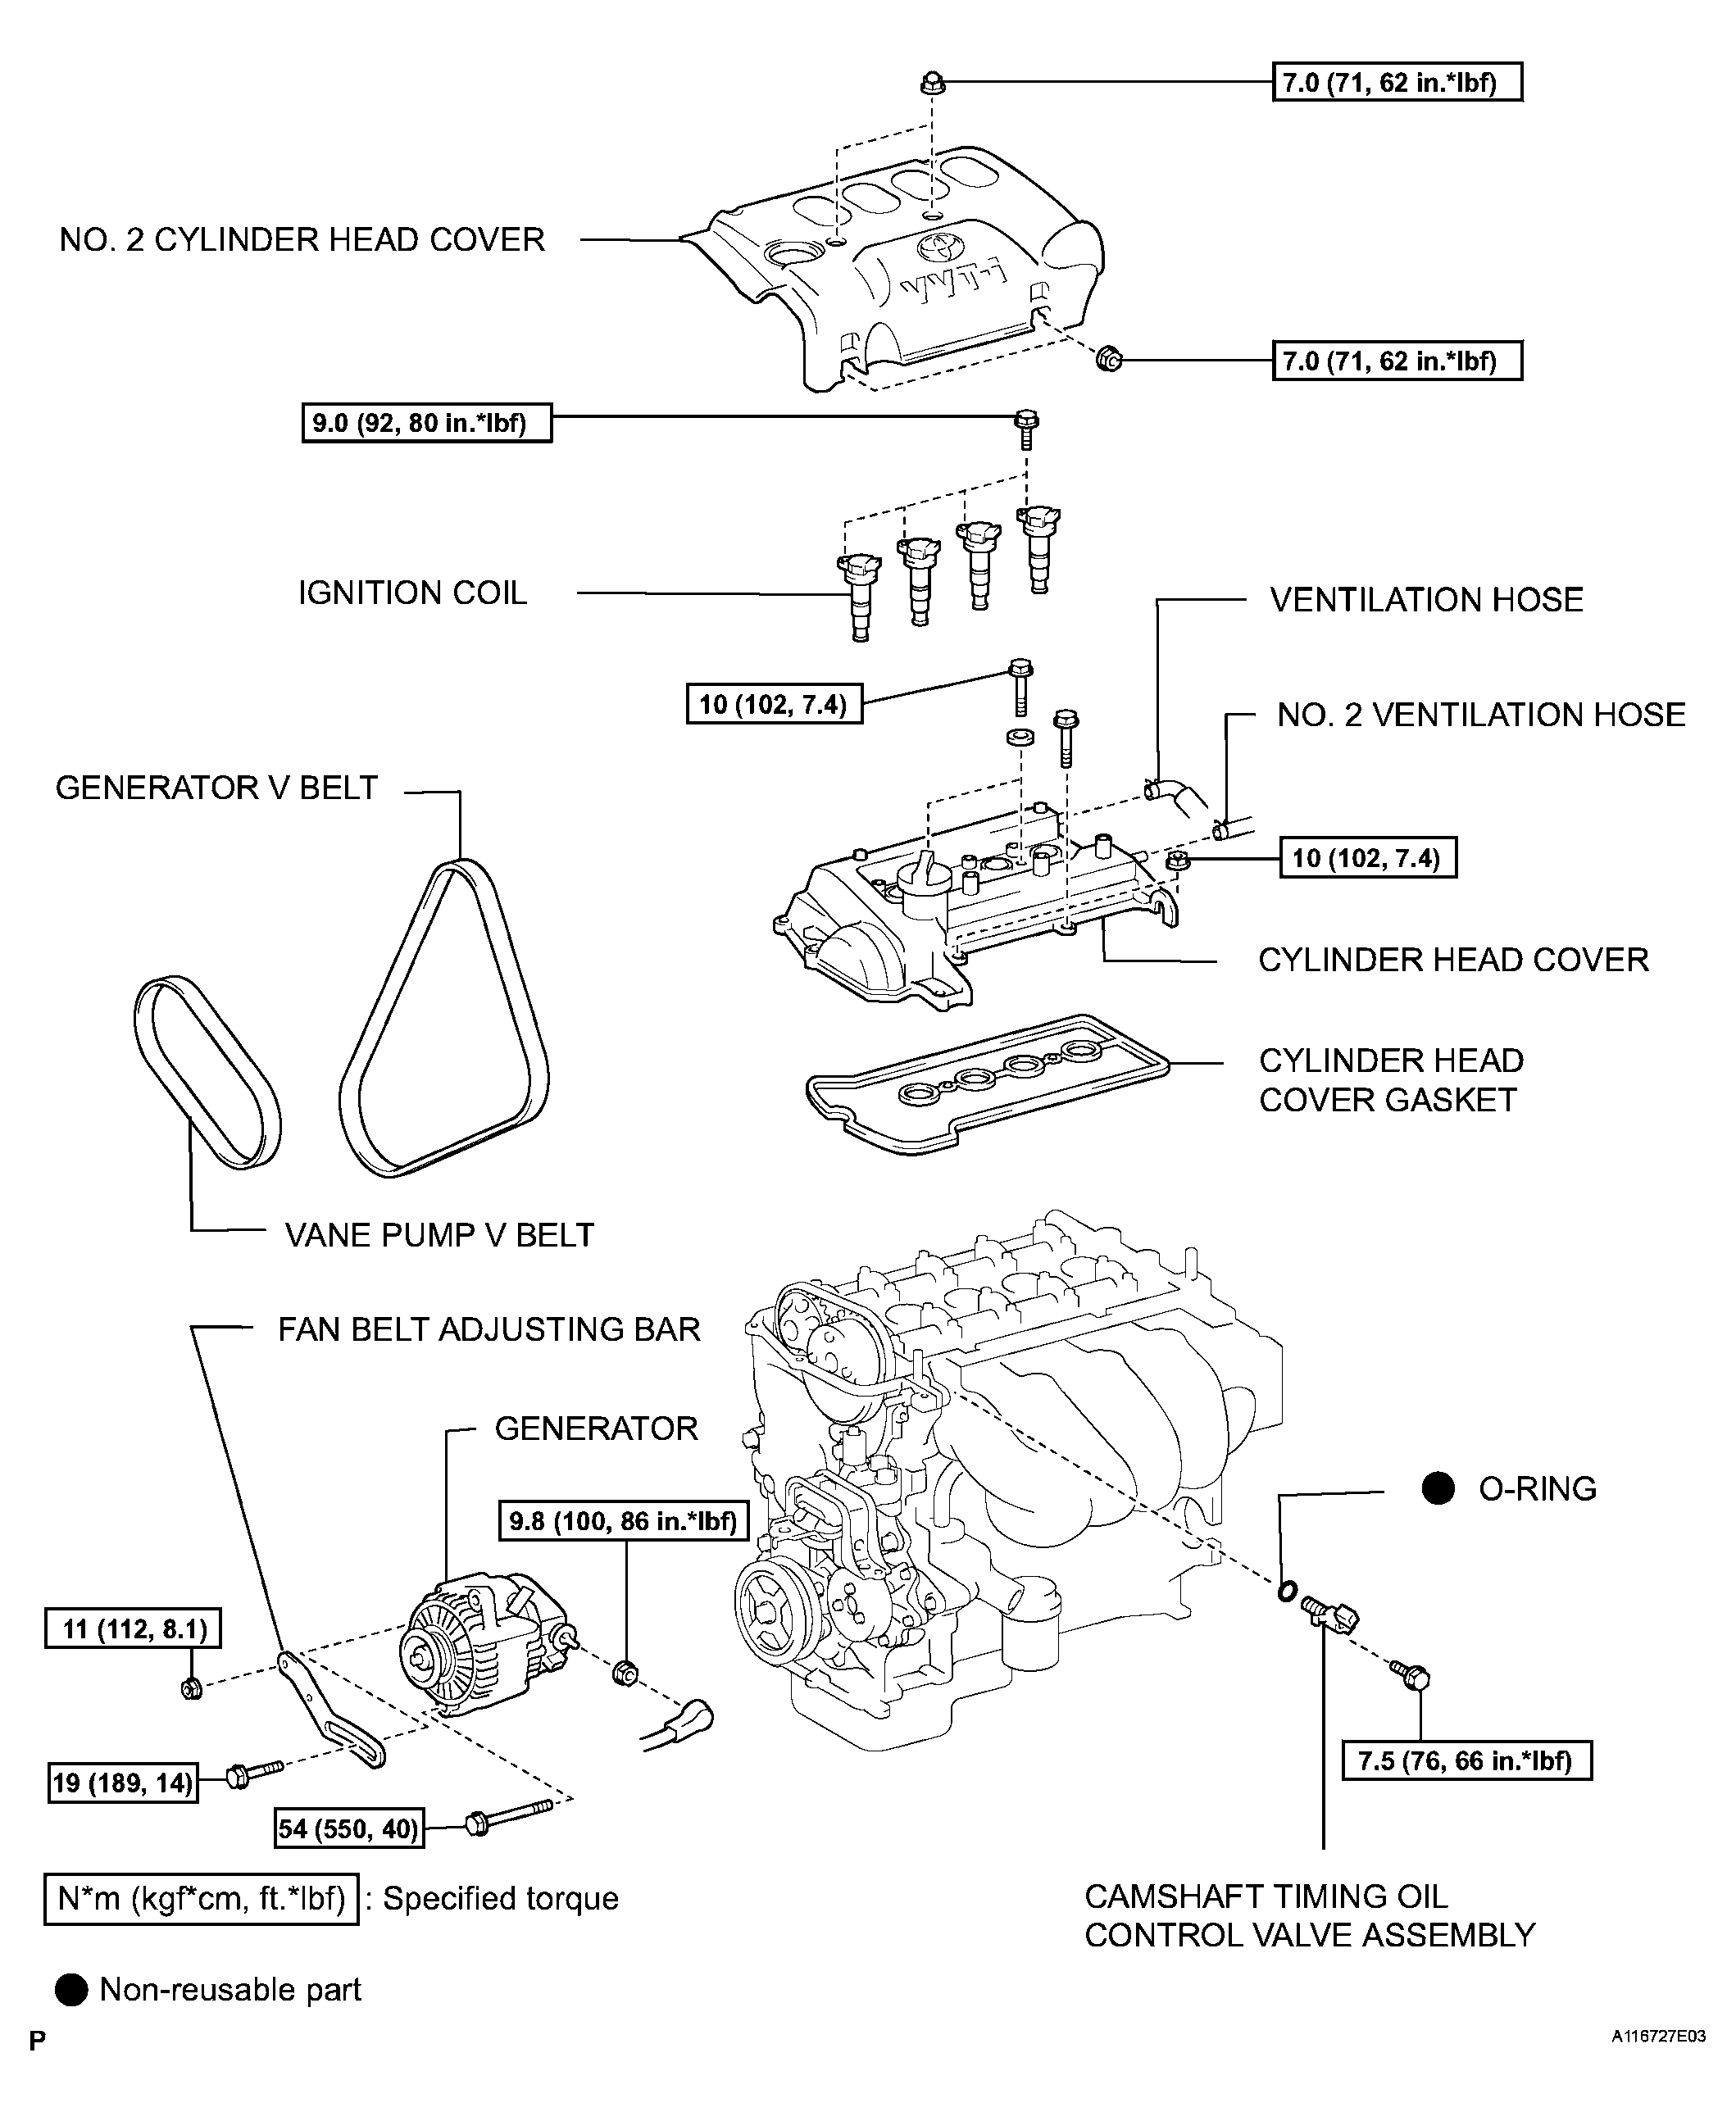 7.0 (71, 62 in.*lbf)
NO. 2 CYLINDER HEAD COVER
VVT-i
7.0 (71, 62 in.*lbf)
9.0 (92, 80 in.*lbf)
IGNITION COIL
VENTILATION HOSE
10 (102, 7.4)
NO. 2 VENTILATION HOSE
GENERATOR V BELT
10 (102, 7.4)
CYLINDER HEAD COVER
CYLINDER HEAD
COVER GASKET
VANE PUMP V BELT
FAN BELT ADJUSTING BAR
GENERATOR
O-RING
9.8 (100, 86 in.*lbf)
11 (112, 8.1)
7.5 (76, 66 in.*lbf)
19 (189, 14)
54 (550, 40)
N*m (kgf*cm, ft.*lbf) : Specified torque
CAMSHAFT TIMING OIL
CONTROL VALVE ASSEMBLY
Non-reusable part
P
A116727E03